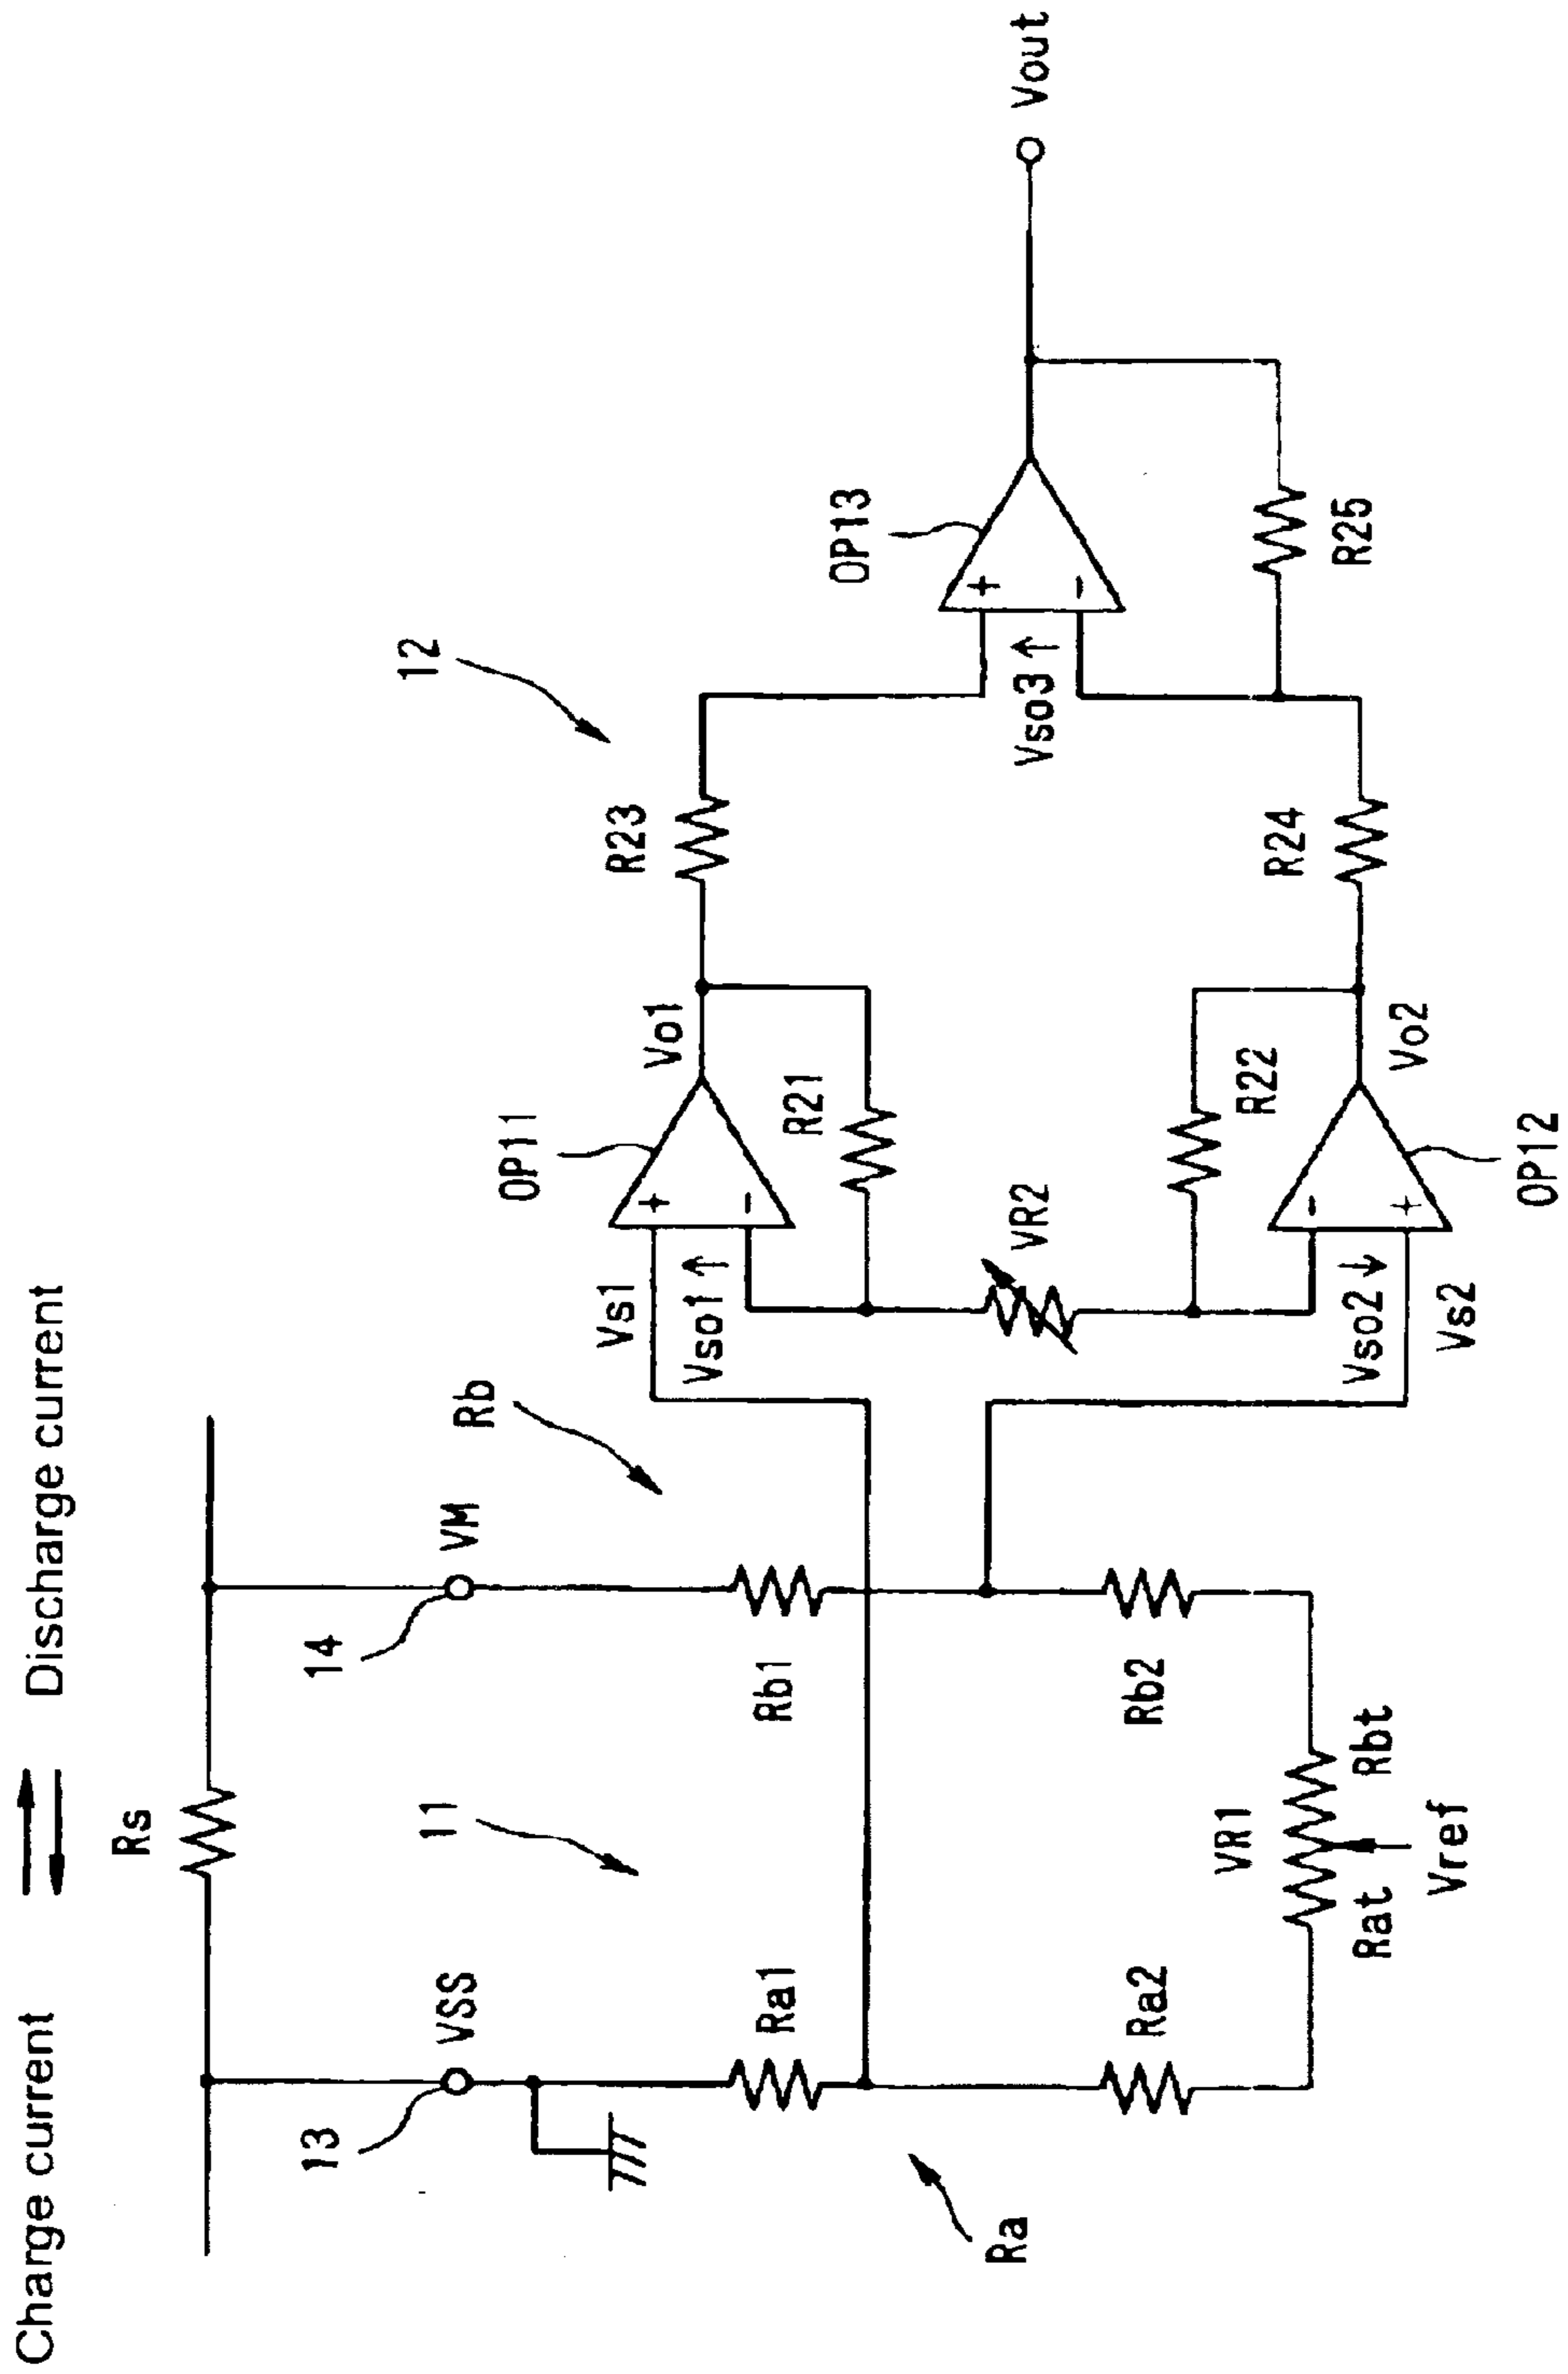 Charge current
Discharge current
Rs
13
VSS
14
VM
11
Rb
12
Ra1
Rb1
Ra
Ra2
Rb2
VR1
Rat
Rbt
Vref
Vs1
Vso1
OP11
+
-
Vo1
R21
VR2
R22
Vso2
Vs2
-
+
OP12
Vo2
R23
R24
Vso3
OP13
+
-
R25
Vout